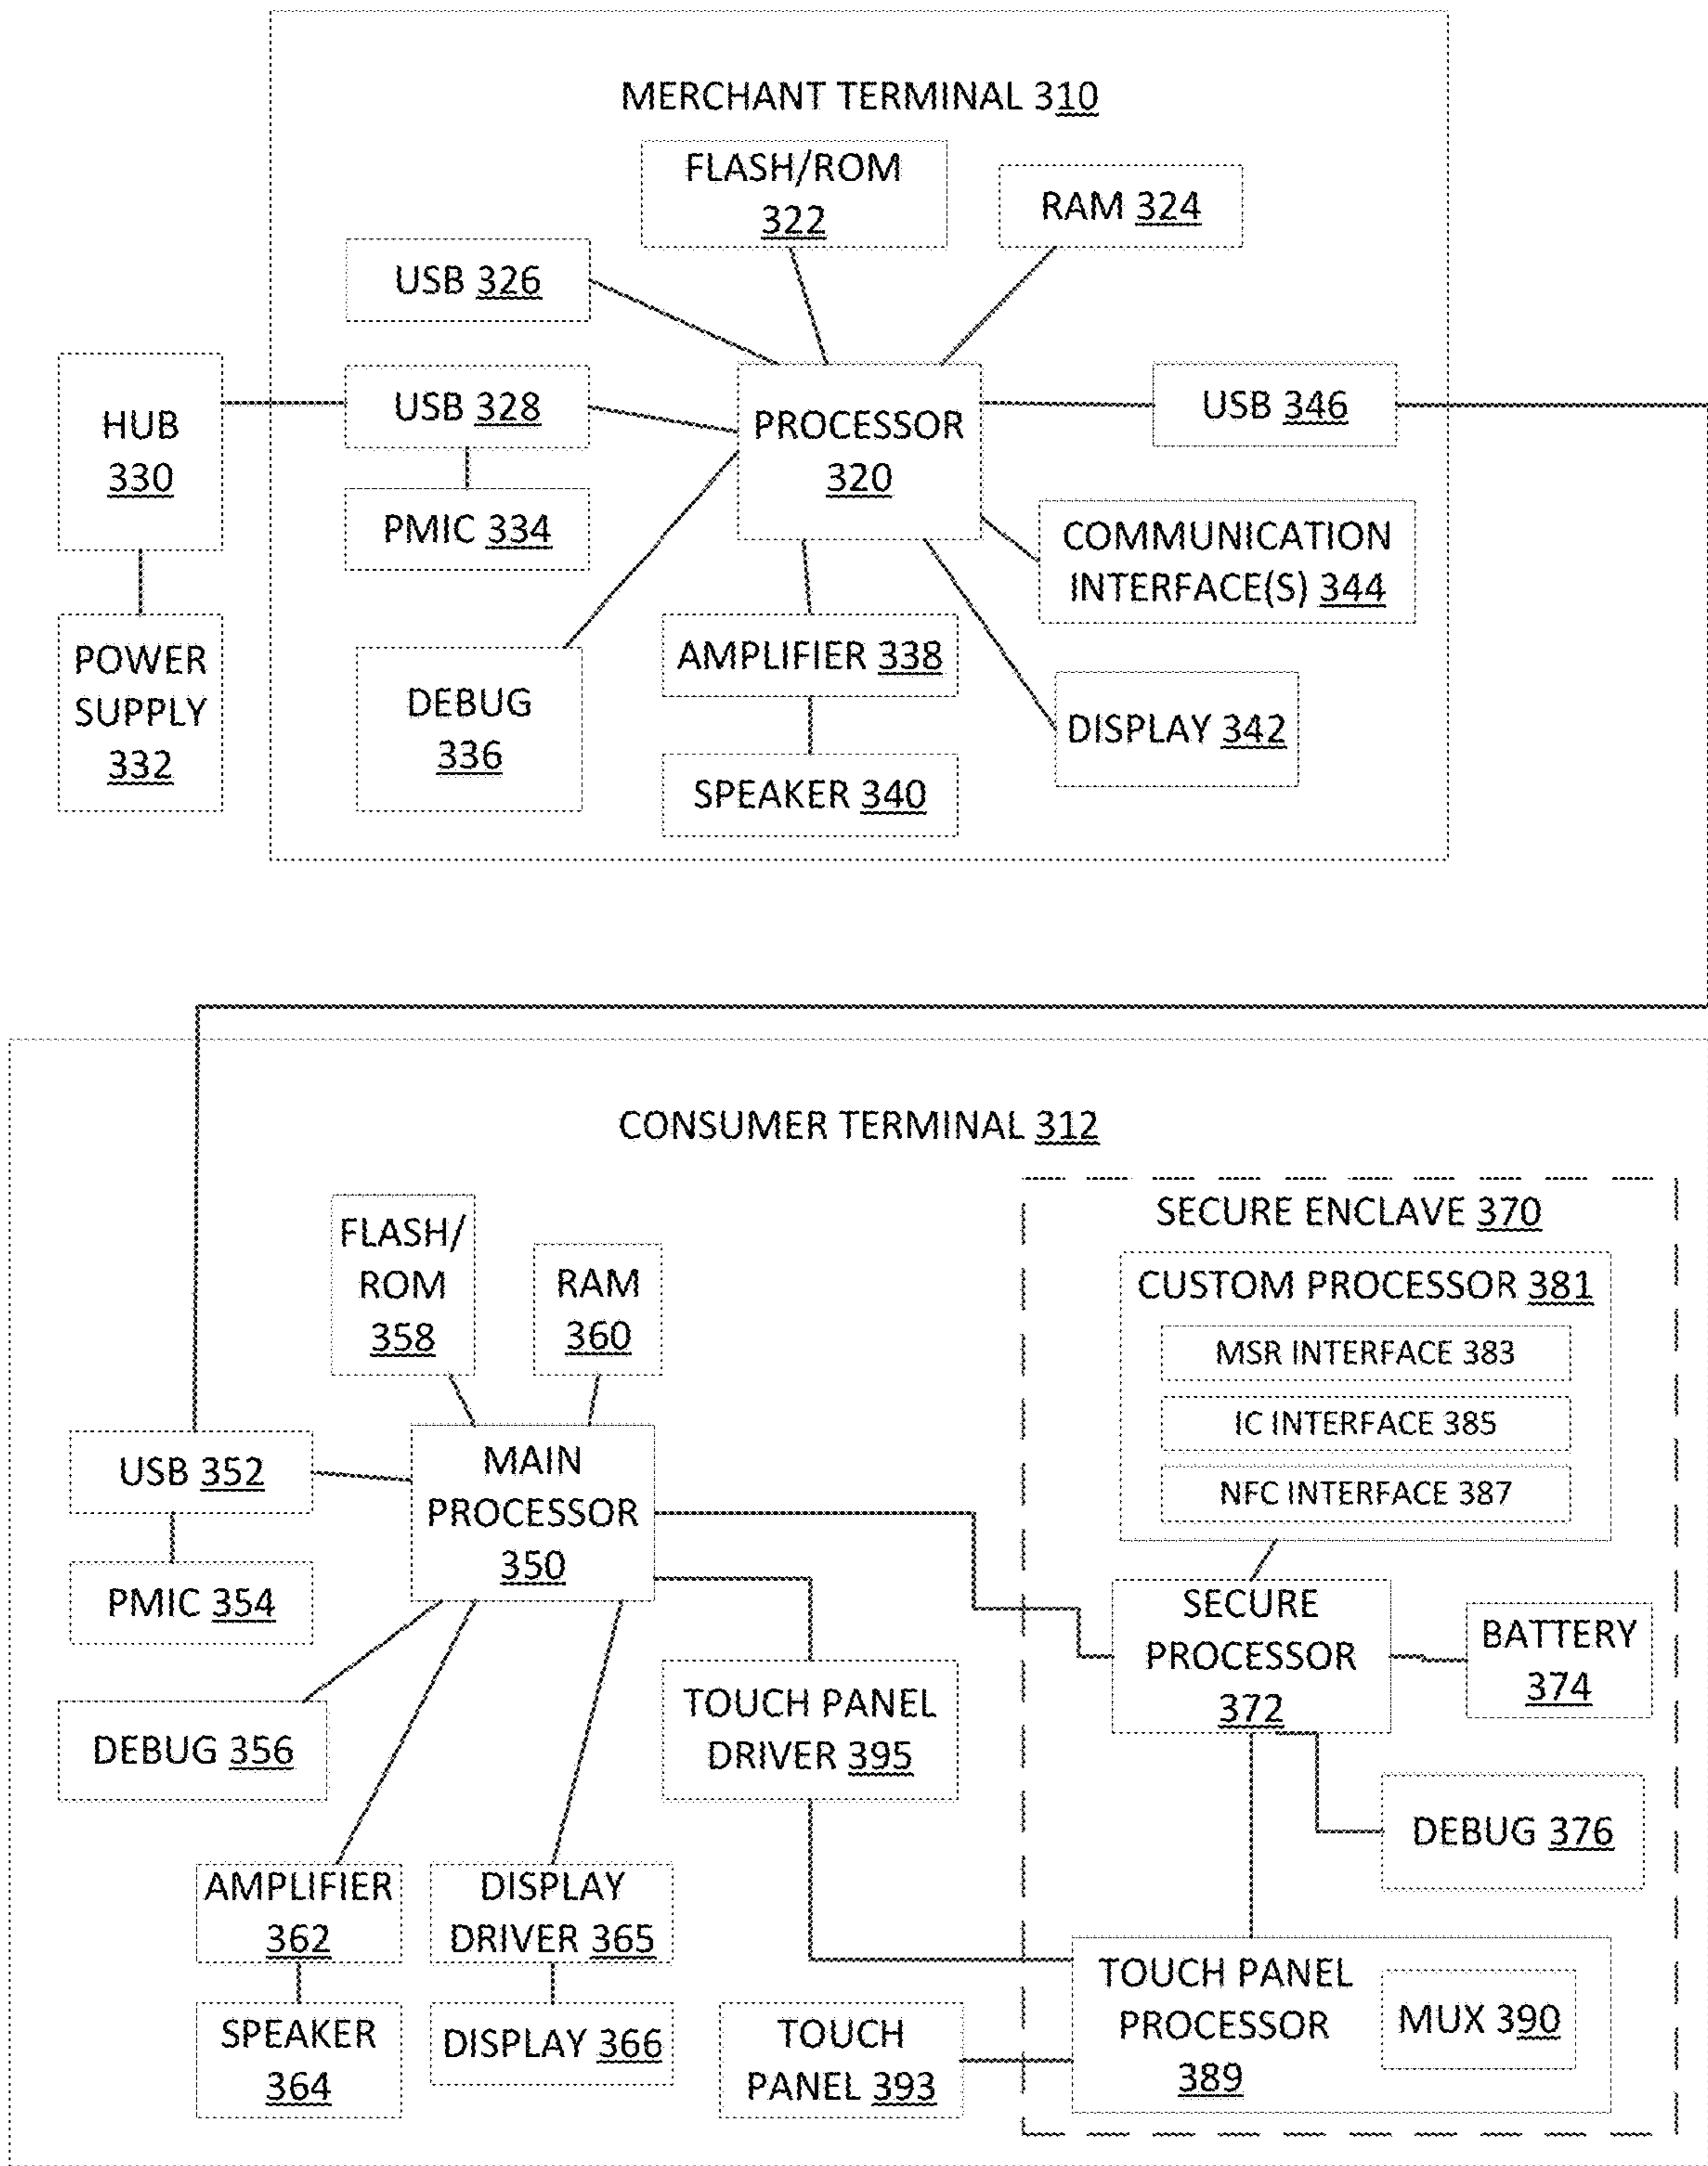 MERCHANT TERMINAL 310
FLASH/ROM
322
RAM 324
USB 326
HUB
330
USB 328
PROCESSOR
320
USB 346
PMIC 334
COMMUNICATION
INTERFACE(S) 344
POWER
SUPPLY
332
DEBUG
336
AMPLIFIER 338
DISPLAY 342
SPEAKER 340
CONSUMER TERMINAL 312
FLASH/
ROM
358
RAM
360
SECURE ENCLAVE 370
CUSTOM PROCESSOR 381
MSR INTERFACE 383
IC INTERFACE 385
NFC INTERFACE 387
USB 352
MAIN
PROCESSOR
350
PMIC 354
SECURE
PROCESSOR
372
BATTERY
374
DEBUG 356
TOUCH PANEL
DRIVER 395
DEBUG 376
AMPLIFIER
362
DISPLAY
DRIVER 365
SPEAKER
364
DISPLAY 366
TOUCH
PANEL 393
TOUCH PANEL
PROCESSOR
389
MUX 390